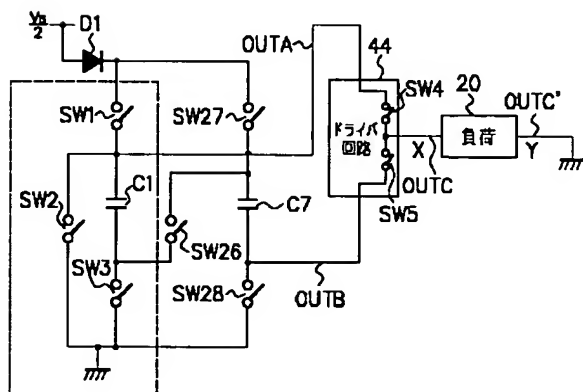 Vs/2
D1
OUTA
44
SW1
SW27
SW4
20
OUTC'
ドライバ
回路
X
負荷
Y
OUTC
SW5
C1
C7
SW2
SW26
SW3
SW28
OUTB